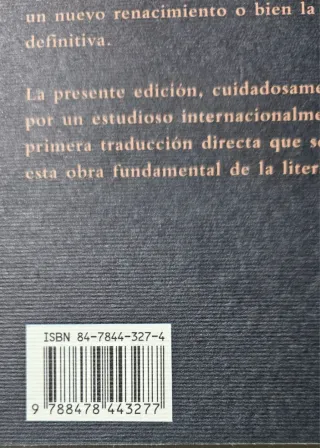 un nuevo renacimiento o bien la
definitiva.
La presente edición, cuidadosame
por un estudioso internacionalme
primera traducción directa que se
esta obra fundamental de la liter
ISBN 84-7844-327-4
9 788478 443277